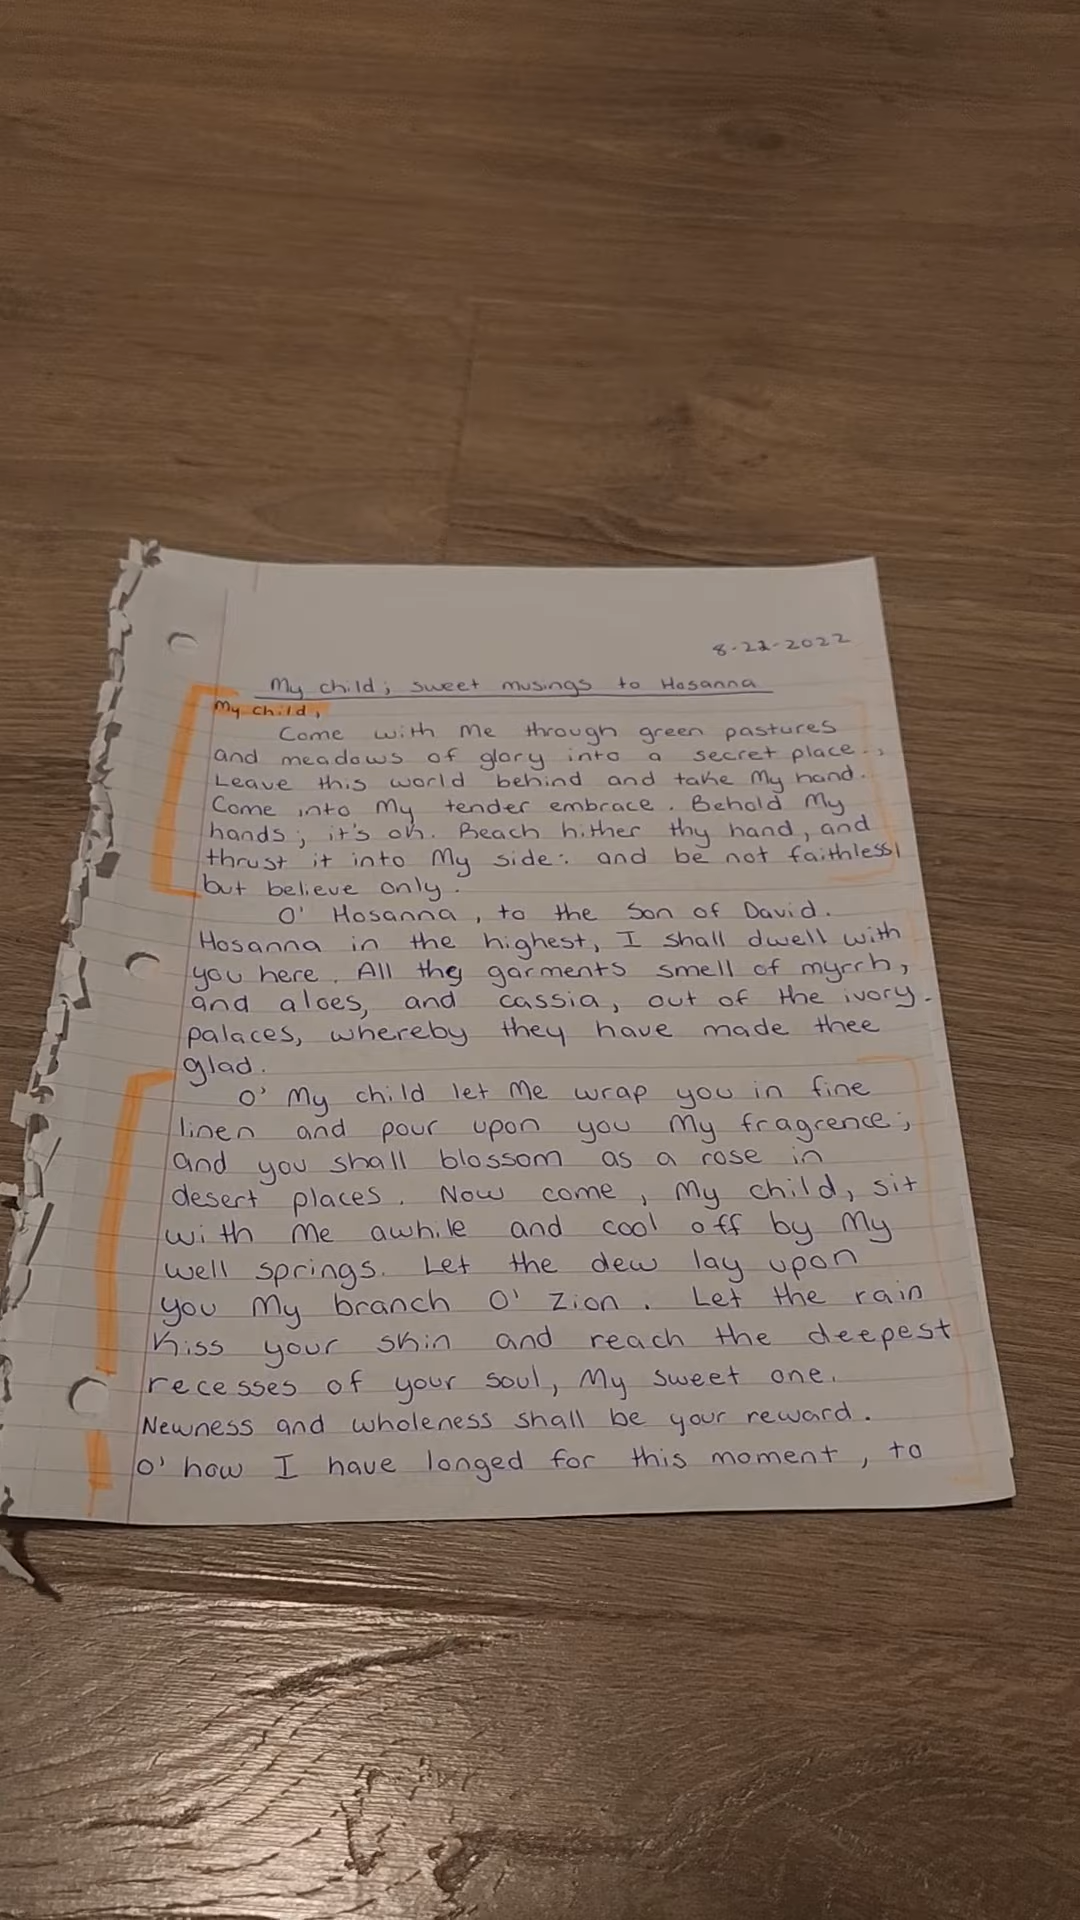 8-22-2022
My child; sweet musings to Hosanna
My child,
Come with Me through green pastures
and meadows of glory into a secret place.
Leave this world behind and take My hand.
Come into My tender embrace. Behold My
hands; it's ok. Reach hither thy hand, and
thrust it into My side: and be not faithless,
but believe only.
O' Hosanna, to the Son of David.
Hosanna in the highest, I shall dwell with
you here. All thy garments smell of myrrh,
and aloes, and cassia, out of the ivory
palaces, whereby they have made thee
glad.
O' My child let Me wrap you in fine
linen and pour upon you My fragrence;
and you shall blossom as a rose in
desert places. Now come, My child, sit
with Me awhile and cool off by My
well springs. Let the dew lay upon
you My branch O' Zion. Let the rain
kiss your skin and reach the deepest
recesses of your soul, My sweet one.
Newness and wholeness shall be your reward.
O' how I have longed for this moment, to